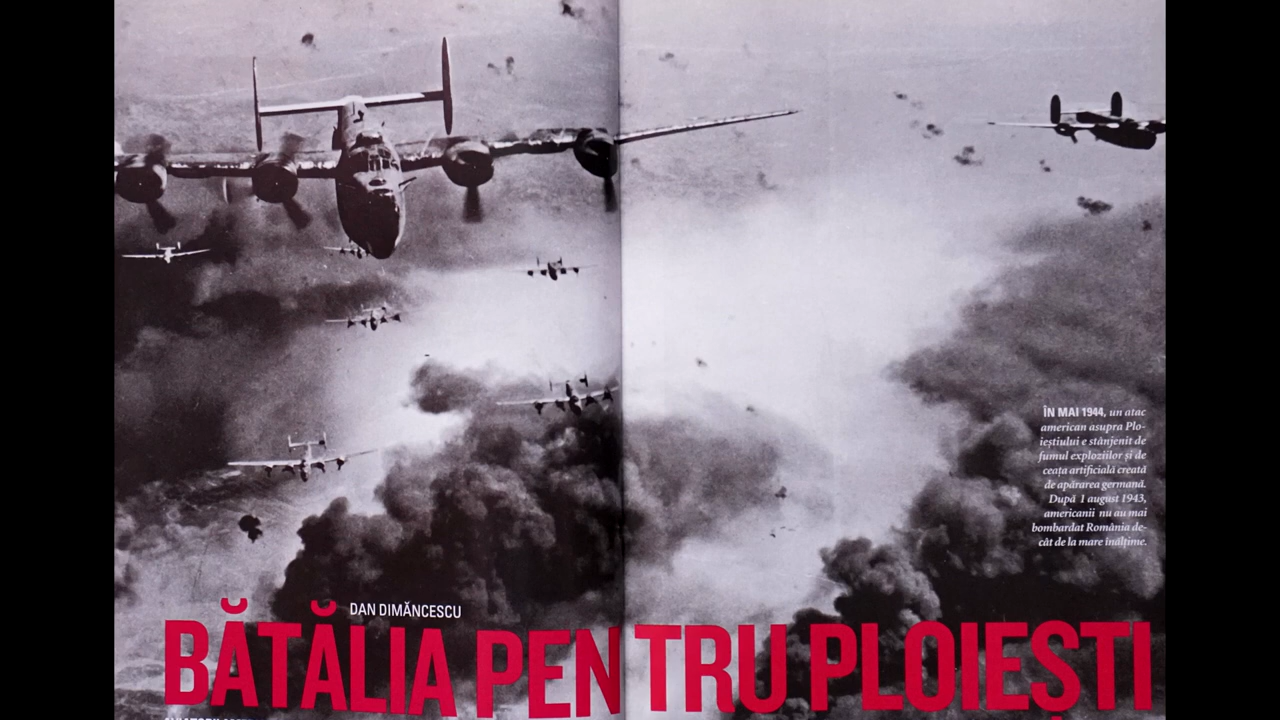 ÎN MAI 1944, un atac
american asupra Plo-
ieștiului e stânjenit de
fumul exploziilor și de
ceața artificială creată
de apărarea germană.
După 1 august 1943,
americanii nu au mai
bombardat România de-
cât de la mare înălțime.
DAN DIMĂNCESCU
BĂTĂLIA PENTRU PLOIEȘTI